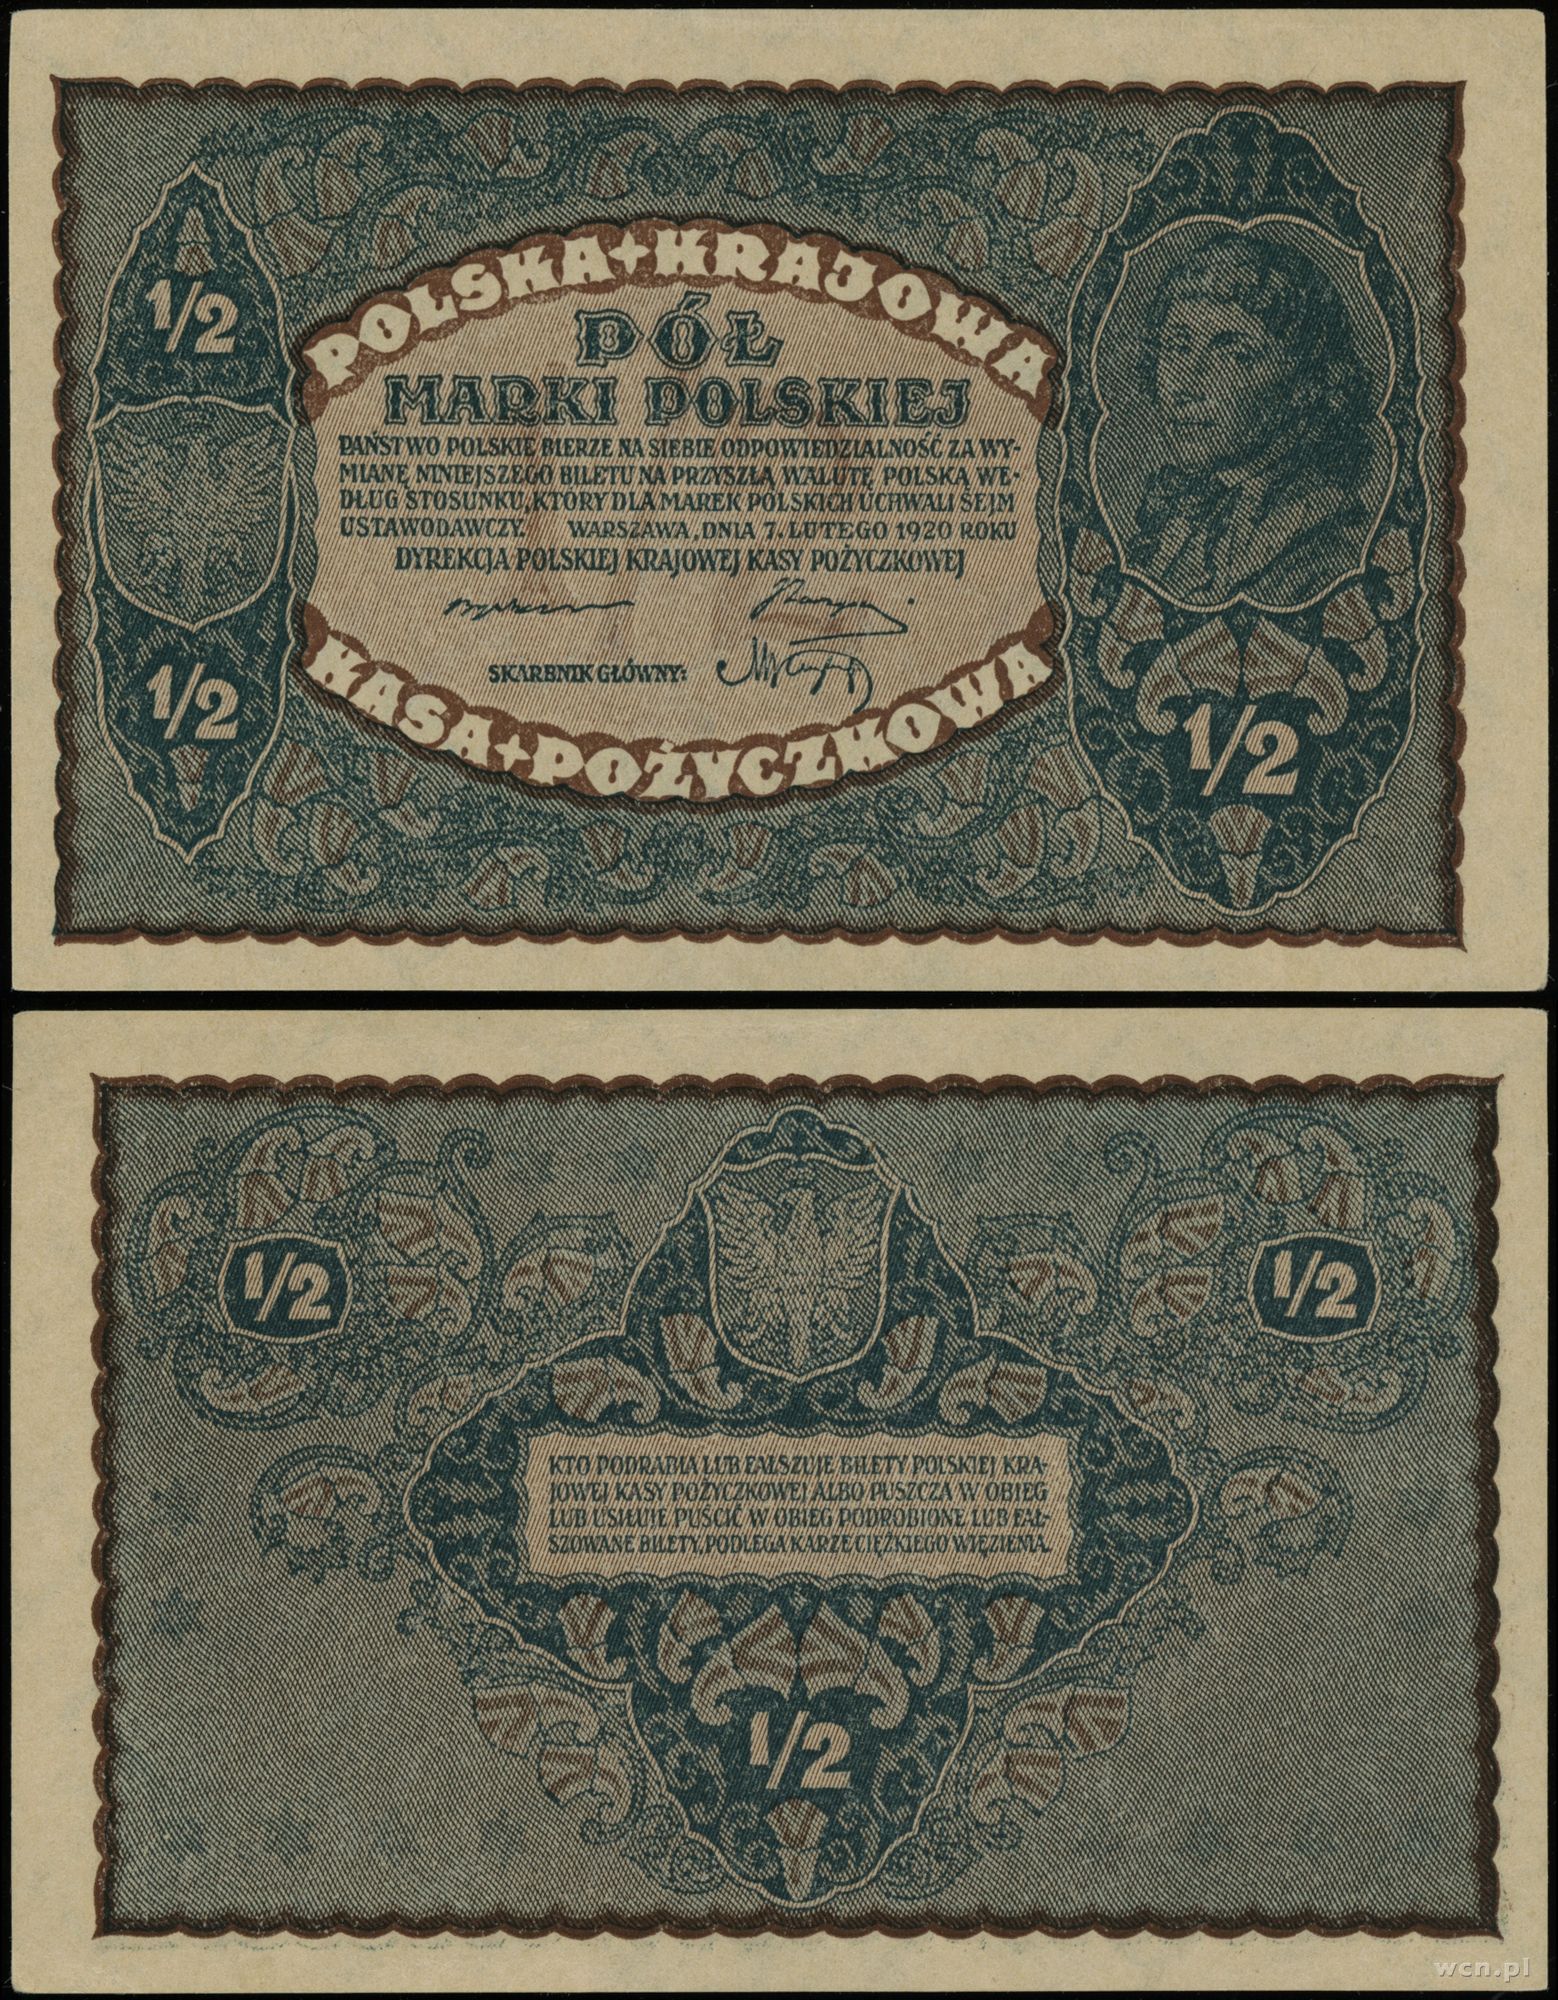 POLSKA + KRAJOWA
1/2
PÓŁ
MARKI POLSKIEJ
PAŃSTWO POLSKIE BIERZE NA SIEBIE ODPOWIEDZIALNOŚĆ ZA WY-
MIANĘ NINIEJSZEGO BILETU NA PRZYSZŁĄ WALUTĘ POLSKĄ WE-
DŁUG STOSUNKU, KTÓRY DLA MAREK POLSKICH UCHWALI SEJM
USTAWODAWCZY. WARSZAWA, DNIA 7. LUTEGO 1920 ROKU
DYREKCJA POLSKIEJ KRAJOWEJ KASY POŻYCZKOWEJ
SKARBNIK GŁÓWNY:
1/2
1/2
KASA + POŻYCZKOWA
1/2
1/2
KTO PODRABIA LUB FAŁSZUJE BILETY POLSKIEJ KRA-
JOWEJ KASY POŻYCZKOWEJ ALBO PUSZCZA W OBIEG
LUB USIŁUJE PUŚCIĆ W OBIEG PODROBIONE LUB FAŁ-
SZOWANE BILETY, PODLEGA KARZE CIĘŻKIEGO WIĘZIENIA.
1/2
wcn.pl